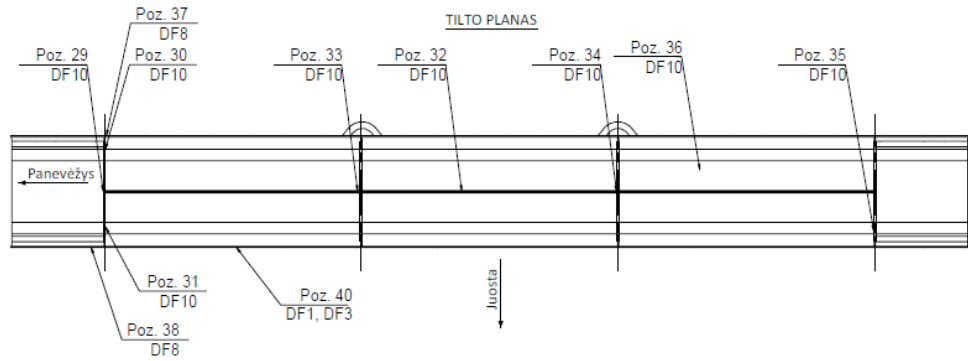 TILTO PLANAS
Poz. 37
DF8
Poz. 29
DF10
Poz. 30
DF10
Poz. 33
DF10
Poz. 32
DF10
Poz. 34
DF10
Poz. 36
DF10
Poz. 35
DF10
Panevėžys
Poz. 31
DF10
Poz. 38
DF8
Poz. 40
DF1, DF3
Juosta